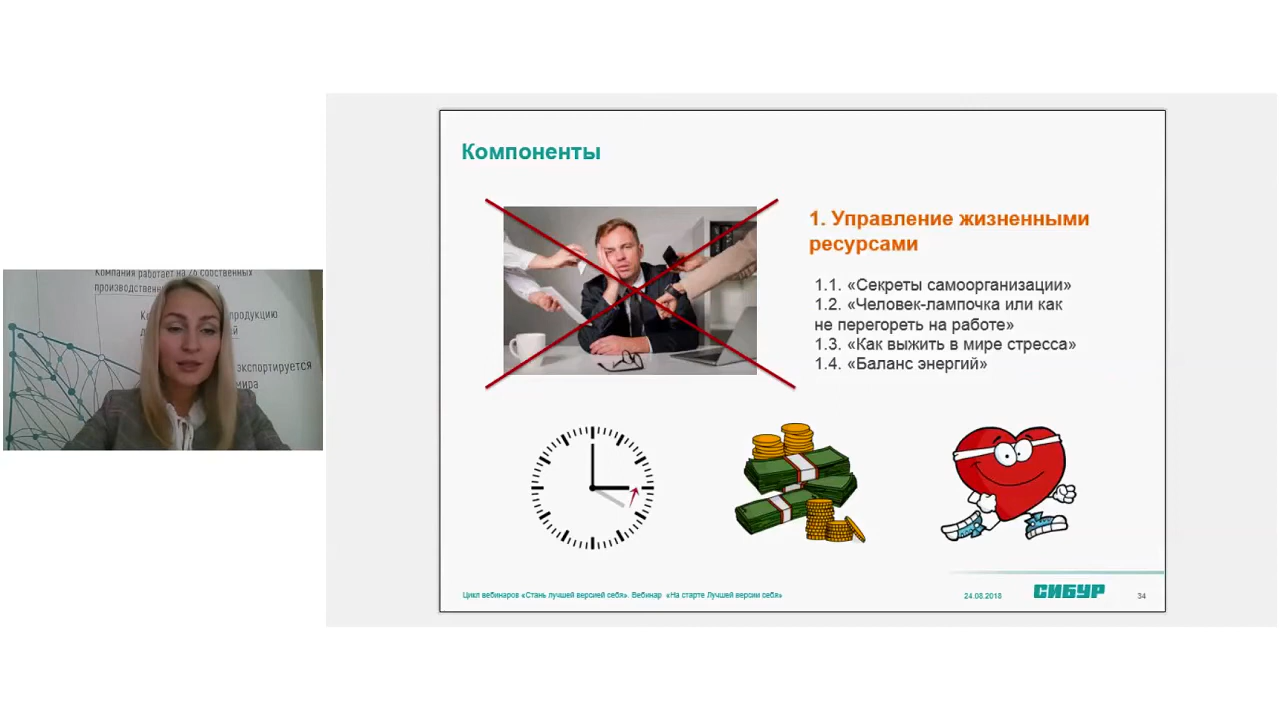 Компания работает на 26 собственных
продукцию
экспортируется
мира
Компоненты
1. Управление жизненными
ресурсами
1.1. «Секреты самоорганизации»
1.2. «Человек-лампочка или как
не перегореть на работе»
1.3. «Как выжить в мире стресса»
1.4. «Баланс энергий»
Цикл вебинаров «Стань лучшей версией себя». Вебинар «На старте Лучшей версии себя»
24.08.2018
СИБУР
34